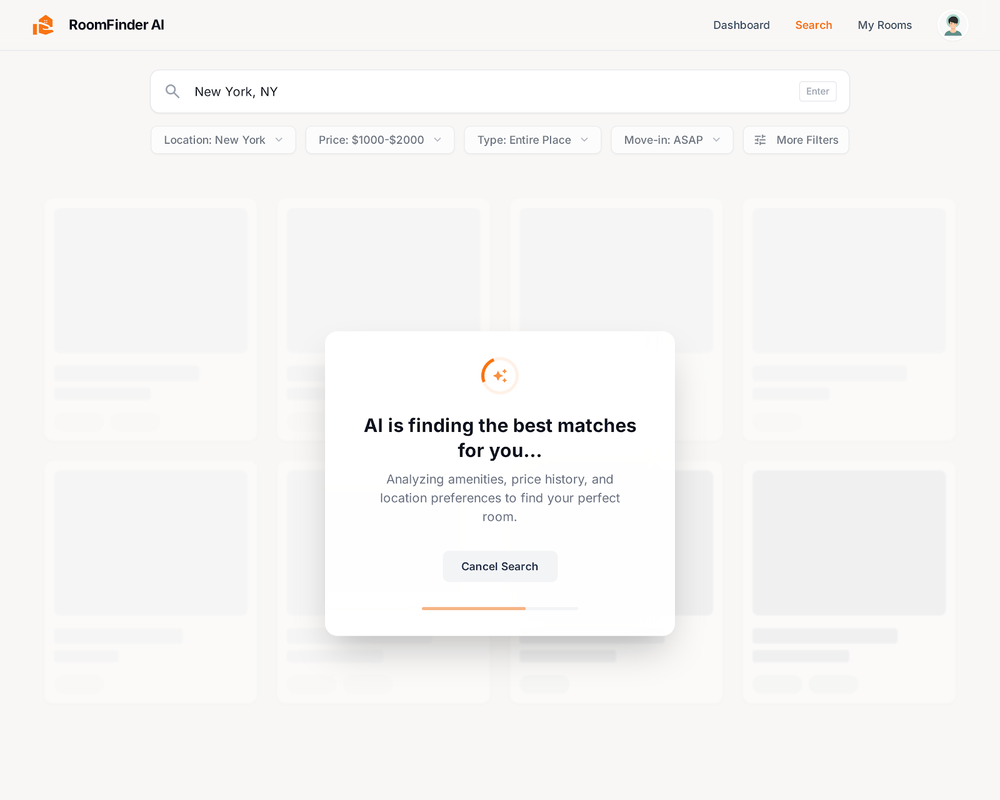 RoomFinder AI
Dashboard
Search
My Rooms
New York, NY
Enter
Location: New York
Price: $1000-$2000
Type: Entire Place
Move-in: ASAP
More Filters
AI is finding the best matches
for you...
Analyzing amenities, price history, and
location preferences to find your perfect
room.
Cancel Search